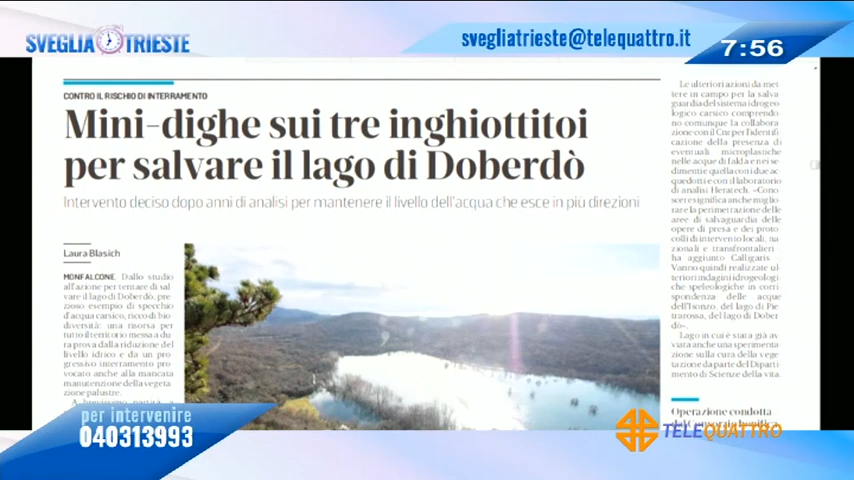 SVEGLIA TRIESTE
svegliatrieste@telequattro.it
7:56
CONTRO IL RISCHIO DI INTERRAMENTO
Mini-dighe sui tre inghiottitoi
per salvare il lago di Doberdò
Intervento deciso dopo anni di analisi per mantenere il livello dell'acqua che esce in più direzioni
Laura Blasich
MONFALCONE. Dallo studio
all'azione per tentare di sal
vare il lago di Doberdò, pre
zioso esempio di specchio
d'acqua carsico, ricco di bio
diversità: una risorsa per
tutto il territorio messa a du
ra prova dalla riduzione del
livello idrico e da un pro
gressivo interramento pro
vocato anche alla mancata
manutenzione della vegeta
zione palustre.
Le ulteriori azioni da met
tere in campo per la salva
guardia del sistema idrogeo
logico carsico comprendo
no comunque la collabora
zione con il Cnr per l'identifi
cazione della presenza di
eventuali microplastiche
nelle acque di falda e nei se
dimenti e quella con i due ac
quedotti e con il laboratorio
di analisi Heratech. «Cono
scere significa anche miglio
rare la perimetrazione delle
aree di salvaguardia delle
opere di presa e dei proto
colli di intervento locali, na
zionali e transfrontalieri
ha aggiunto Calligaris
Vanno quindi realizzate ul
teriori indagini idrogeologi
che speleologiche in cor
rispondenza delle acque
dell'Isonzo, del lago di Pie
trarossa, del lago di Dober
dò».
Lago in cui è stata già av
viata anche una sperimenta
zione sulla cura della vege
tazione da parte del Diparti
mento di Scienze della vita.
Operazione condotta
per intervenire
040313993
TELEQUATTRO